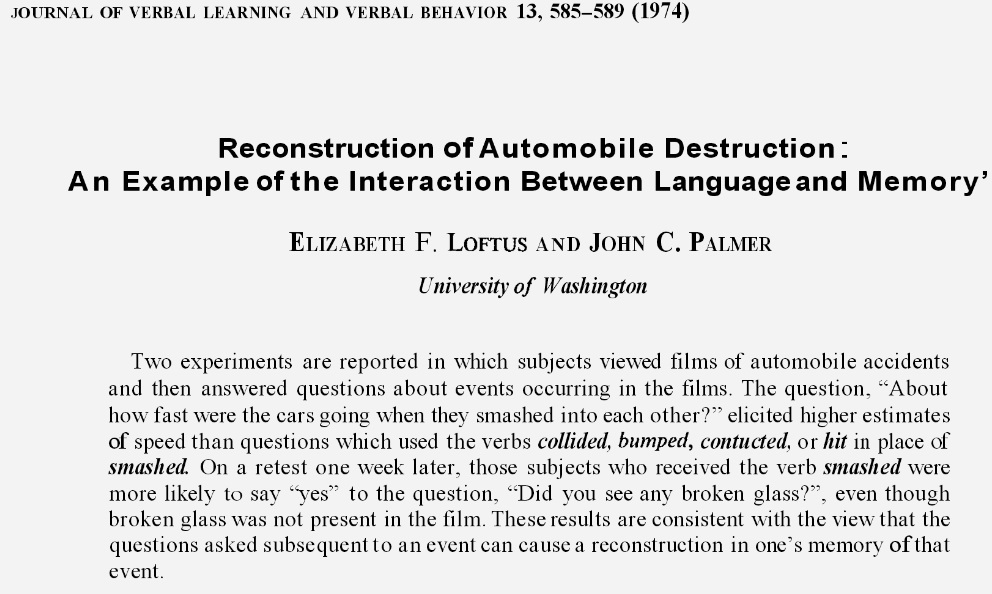 JOURNAL OF VERBAL LEARNING AND VERBAL BEHAVIOR 13, 585–589 (1974)
Reconstruction of Automobile Destruction:
An Example of the Interaction Between Language and Memory’
ELIZABETH F. LOFTUS AND JOHN C. PALMER
University of Washington
Two experiments are reported in which subjects viewed films of automobile accidents
and then answered questions about events occurring in the films. The question, “About
how fast were the cars going when they smashed into each other?” elicited higher estimates
of speed than questions which used the verbs collided, bumped, contucted, or hit in place of
smashed. On a retest one week later, those subjects who received the verb smashed were
more likely to say “yes” to the question, “Did you see any broken glass?”, even though
broken glass was not present in the film. These results are consistent with the view that the
questions asked subsequent to an event can cause a reconstruction in one’s memory of that
event.